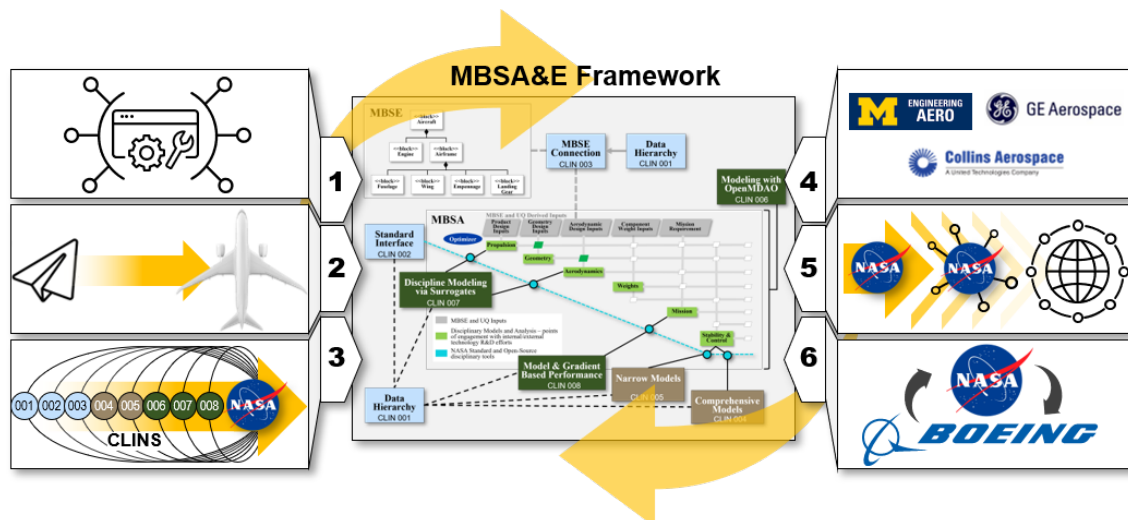 MBSA&E Framework
MBSE
<<block>>
Aircraft
<<block>>
Engine
<<block>>
Airframe
<<block>>
Fuselage
<<block>>
Wing
<<block>>
Empennage
<<block>>
Landing
Gear
MBSE
Connection
CLIN 003
Data
Hierarchy
CLIN 001
Modeling with
OpenMDAO
CLIN 006
Standard
Interface
CLIN 002
MBSA
MBSE and UQ Derived Inputs
Product
Design
Inputs
Geometry
Design
Inputs
Aerodynamic
Design Inputs
Component
Weight Inputs
Mission
Requirement
Optimizer
Propulsion
Geometry
Aerodynamics
Weights
Mission
Stability &
Control
Discipline Modeling
via Surrogates
CLIN 007
MBSE and UQ Inputs
Disciplinary Models and Analysis – points
of engagement with internal/external
technology R&D efforts
NASA Standard and Open Source
disciplinary tools
Model & Gradient
Based Performance
CLIN 008
Narrow Models
CLIN 005
Comprehensive
Models
CLIN 004
Data
Hierarchy
CLIN 001
1
2
3
001
002
003
004
005
006
007
008
NASA
CLINS
4
M
ENGINEERING
AERO
GE Aerospace
Collins Aerospace
A United Technologies Company
5
NASA
NASA
6
NASA
BOEING